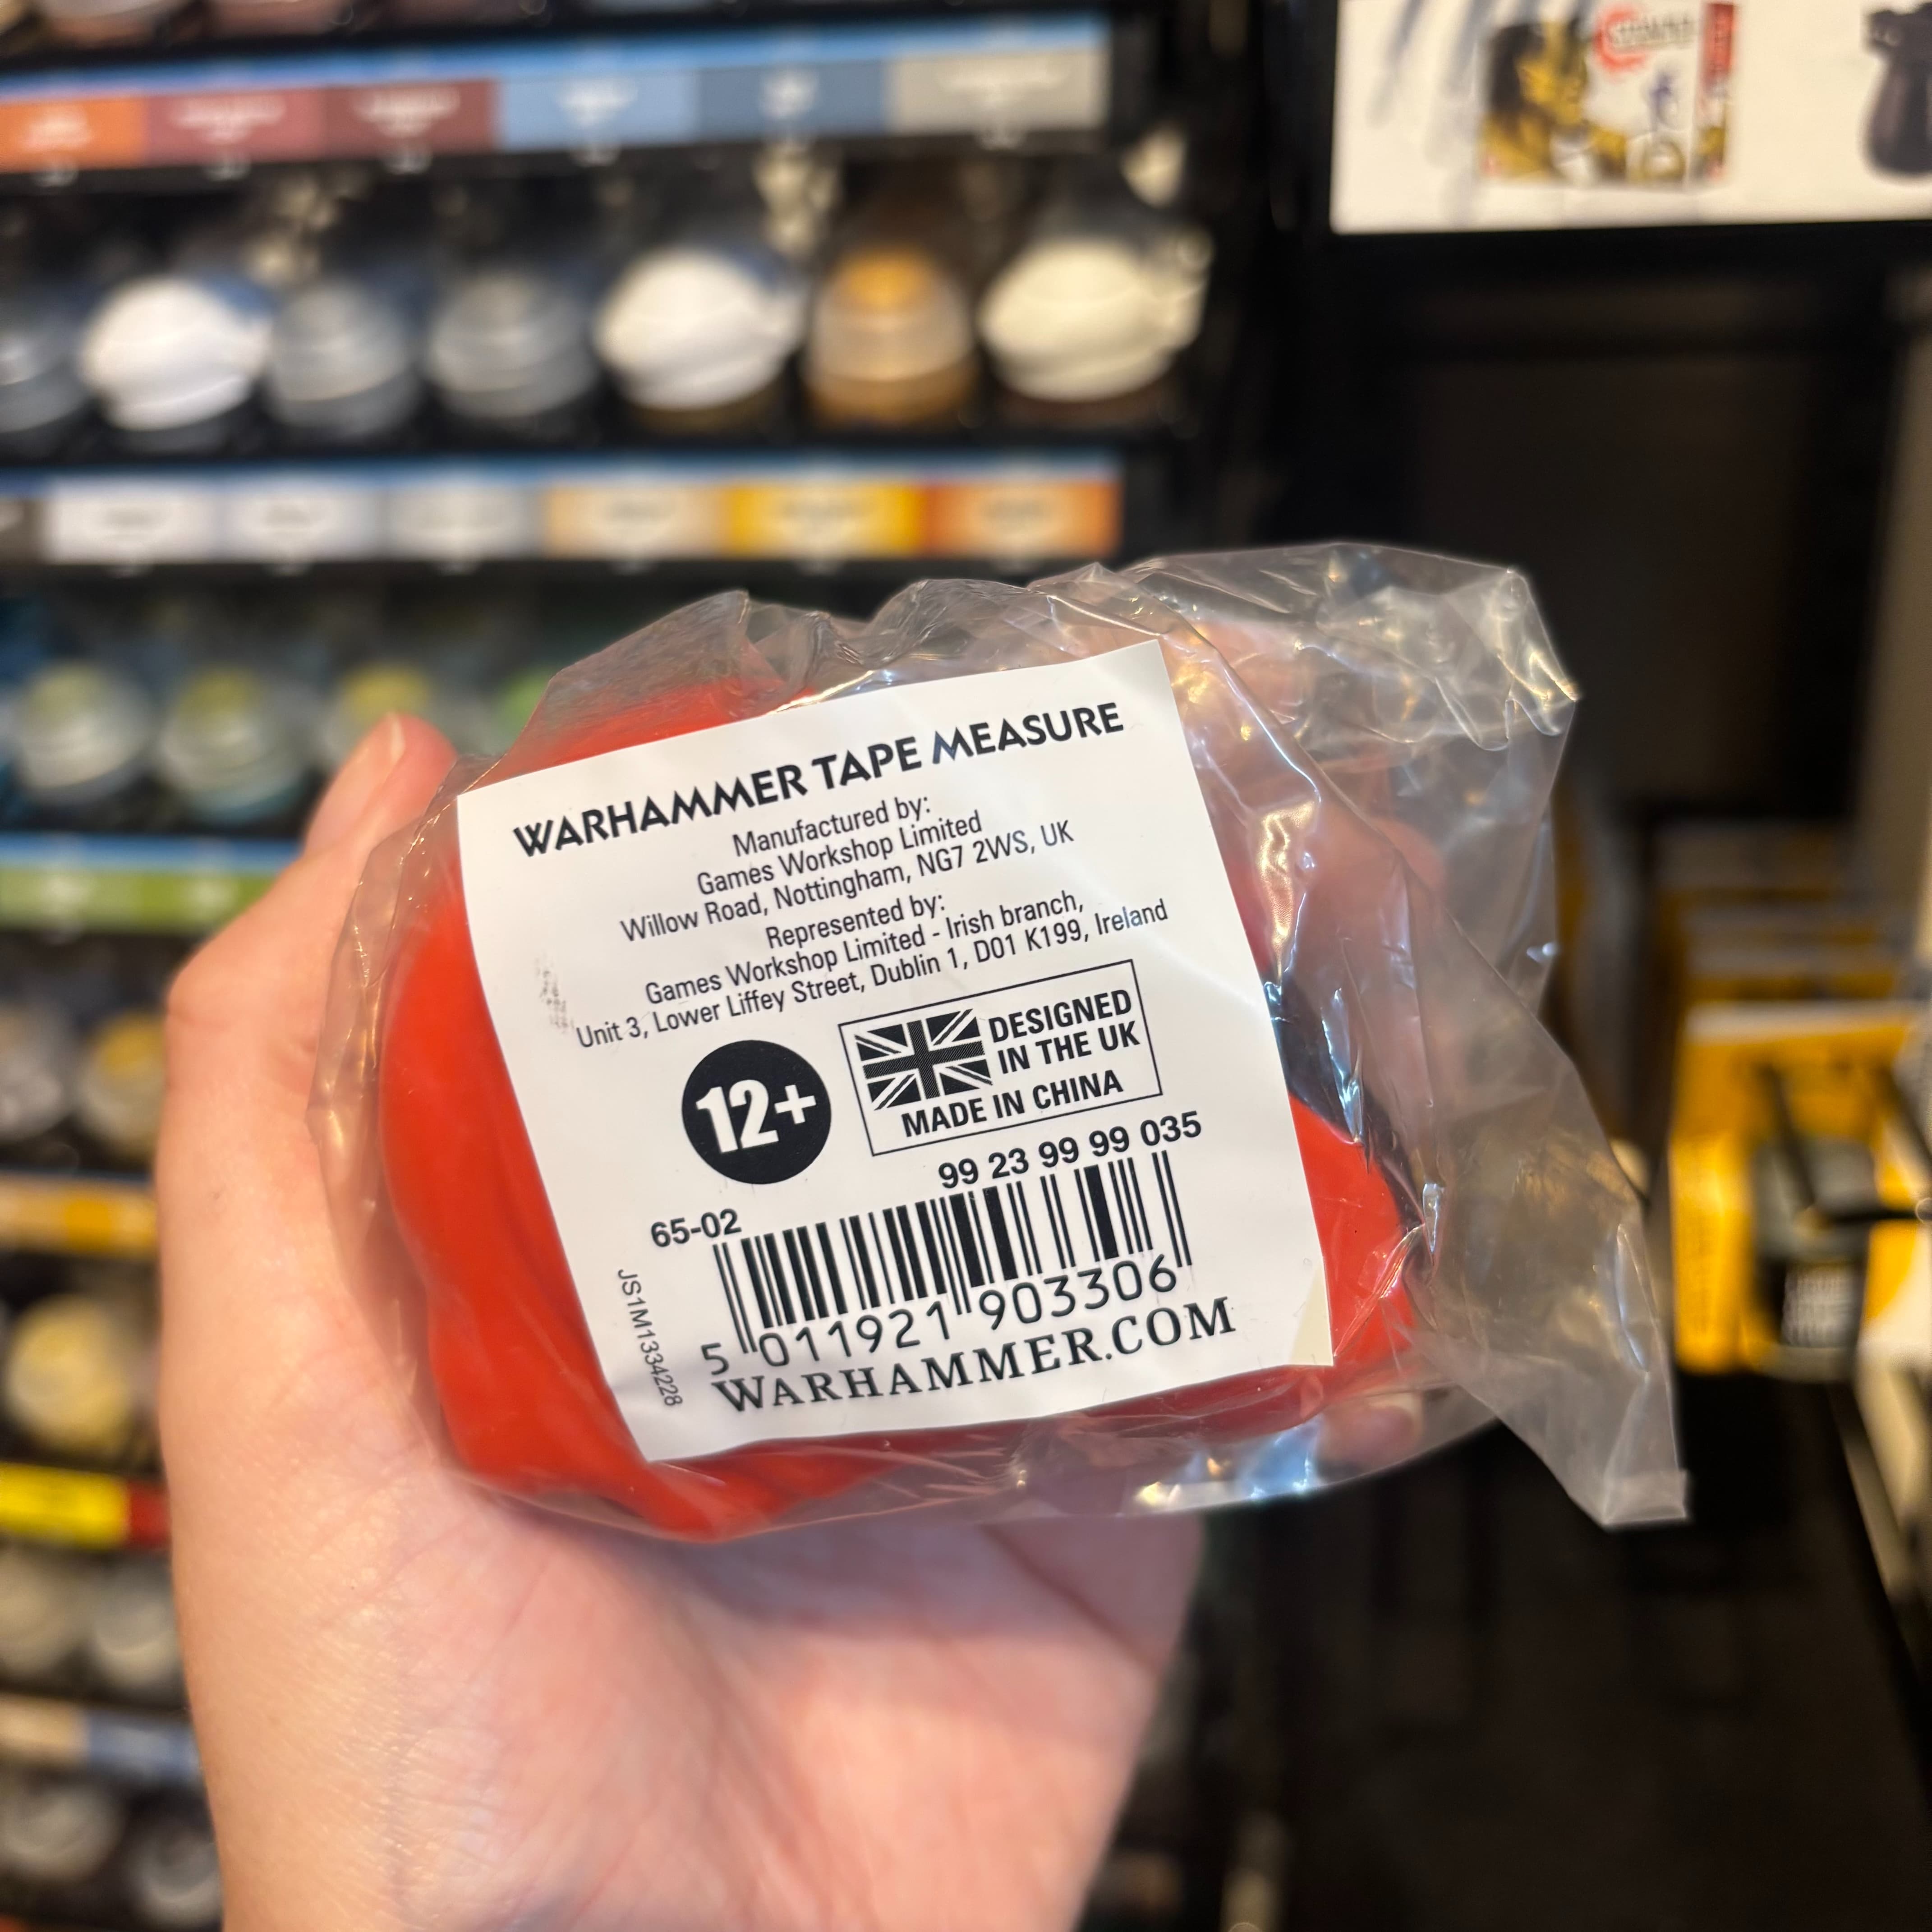 WARHAMMER TAPE MEASURE
Manufactured by:
Games Workshop Limited
Willow Road, Nottingham, NG7 2WS, UK
Represented by:
Games Workshop Limited - Irish branch,
Unit 3, Lower Liffey Street, Dublin 1, D01 K199, Ireland
12+
DESIGNED
IN THE UK
MADE IN CHINA
99 23 99 99 035
65-02
JS1M1334228
5 011921 903306
WARHAMMER.COM